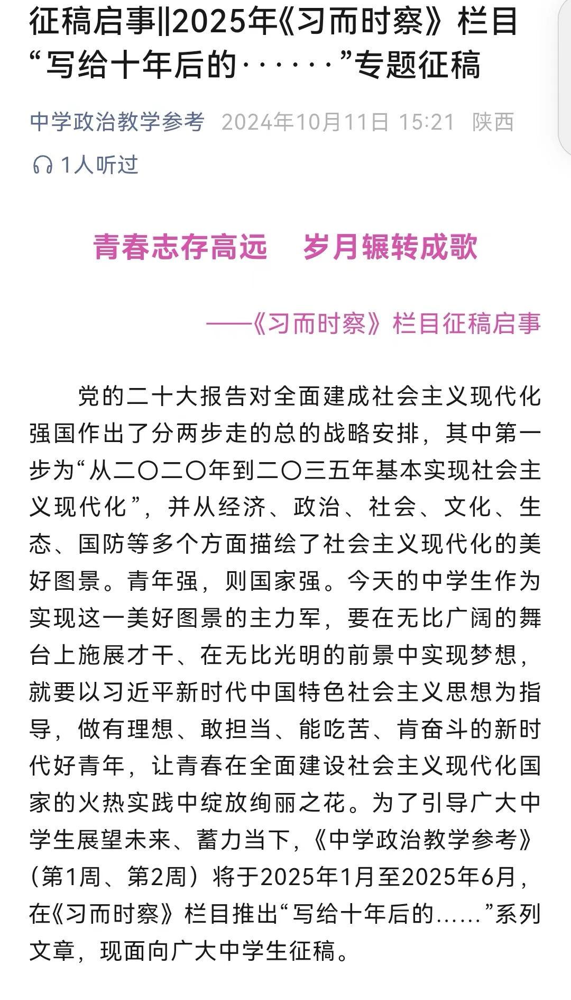 征稿启事||2025年《习而时察》栏目
“写给十年后的······”专题征稿
中学政治教学参考 2024年10月11日 15:21 陕西
1人听过
青春志存高远 岁月辗转成歌
——《习而时察》栏目征稿启事
党的二十大报告对全面建成社会主义现代化
强国作出了分两步走的总的战略安排，其中第一
步为“从二〇二〇年到二〇三五年基本实现社会主
义现代化”，并从经济、政治、社会、文化、生
态、国防等多个方面描绘了社会主义现代化的美
好图景。青年强，则国家强。今天的中学生作为
实现这一美好图景的主力军，要在无比广阔的舞
台上施展才干、在无比光明的前景中实现梦想，
就要以习近平新时代中国特色社会主义思想为指
导，做有理想、敢担当、能吃苦、肯奋斗的新时
代好青年，让青春在全面建设社会主义现代化国
家的火热实践中绽放绚丽之花。为了引导广大中
学生展望未来、蓄力当下，《中学政治教学参考》
（第1周、第2周）将于2025年1月至2025年6月，
在《习而时察》栏目推出“写给十年后的……”系列
文章，现面向广大中学生征稿。